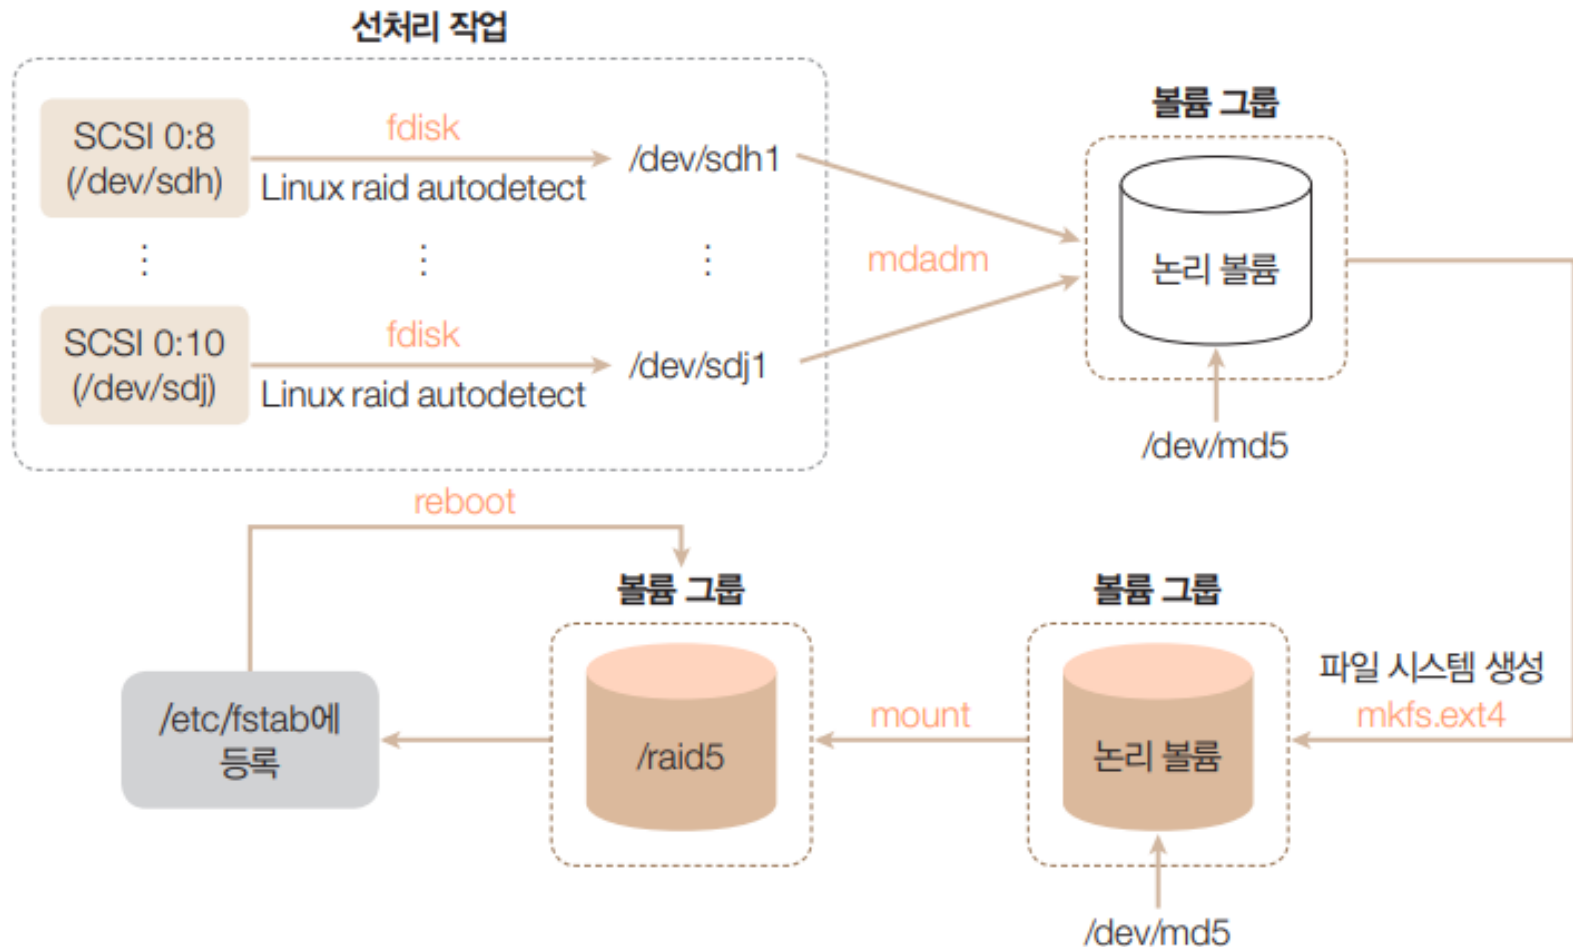 선처리 작업
SCSI 0:8
(/dev/sdh)
fdisk
Linux raid autodetect
/dev/sdh1
⋮
⋮
⋮
SCSI 0:10
(/dev/sdj)
fdisk
Linux raid autodetect
/dev/sdj1
mdadm
볼륨 그룹
논리 볼륨
/dev/md5
파일 시스템 생성
mkfs.ext4
볼륨 그룹
논리 볼륨
/dev/md5
mount
볼륨 그룹
/raid5
/etc/fstab에
등록
reboot